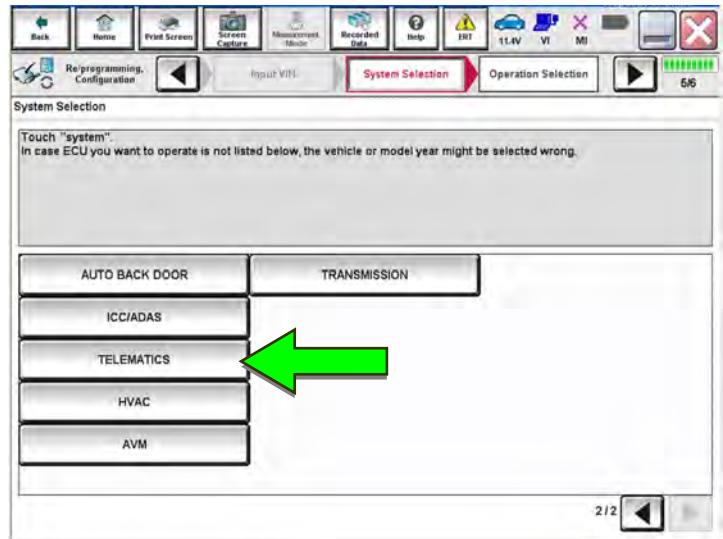 Back
Home
Print Screen
Screen Capture
Measurement Mode
Recorded Data
Help
ERT
11.4V
VI
MI
Re/programming, Configuration
Input VIN
System Selection
Operation Selection
5/6
System Selection
Touch "system".
In case ECU you want to operate is not listed below, the vehicle or model year might be selected wrong.
AUTO BACK DOOR
TRANSMISSION
ICC/ADAS
TELEMATICS
HVAC
AVM
2/2